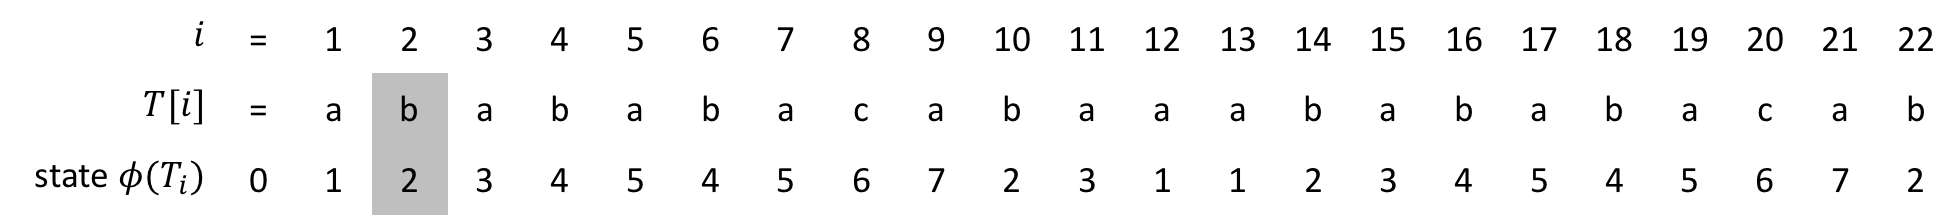 i = 1 2 3 4 5 6 7 8 9 10 11 12 13 14 15 16 17 18 19 20 21 22
T[i] = a b a b a b a c a b a a a b a b a b a c a b
state ϕ(Tᵢ) 0 1 2 3 4 5 4 5 6 7 2 3 1 1 2 3 4 5 4 5 6 7 2